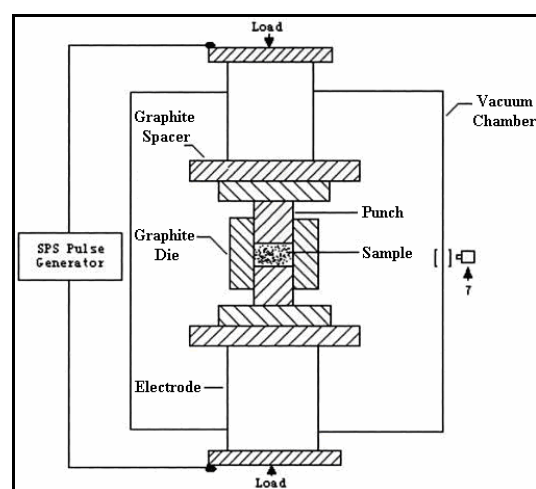 Load
Graphite
Spacer
Vacuum
Chamber
Punch
SPS Pulse
Generator
Graphite
Die
Sample
7
Electrode
Load